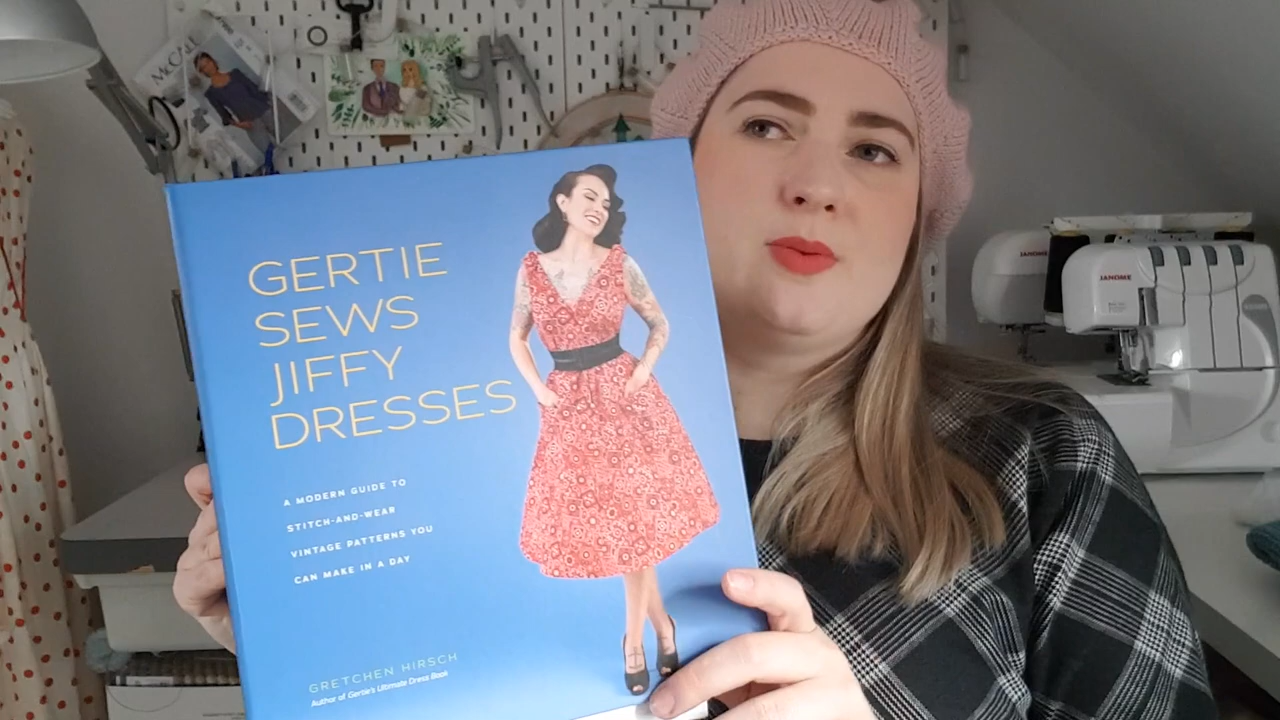 McCALL
GERTIE
SEWS
JIFFY
DRESSES
A MODERN GUIDE TO
STITCH-AND-WEAR
VINTAGE PATTERNS YOU
CAN MAKE IN A DAY
GRETCHEN HIRSCH
Author of Gertie's Ultimate Dress Book
JANOME
JANOME